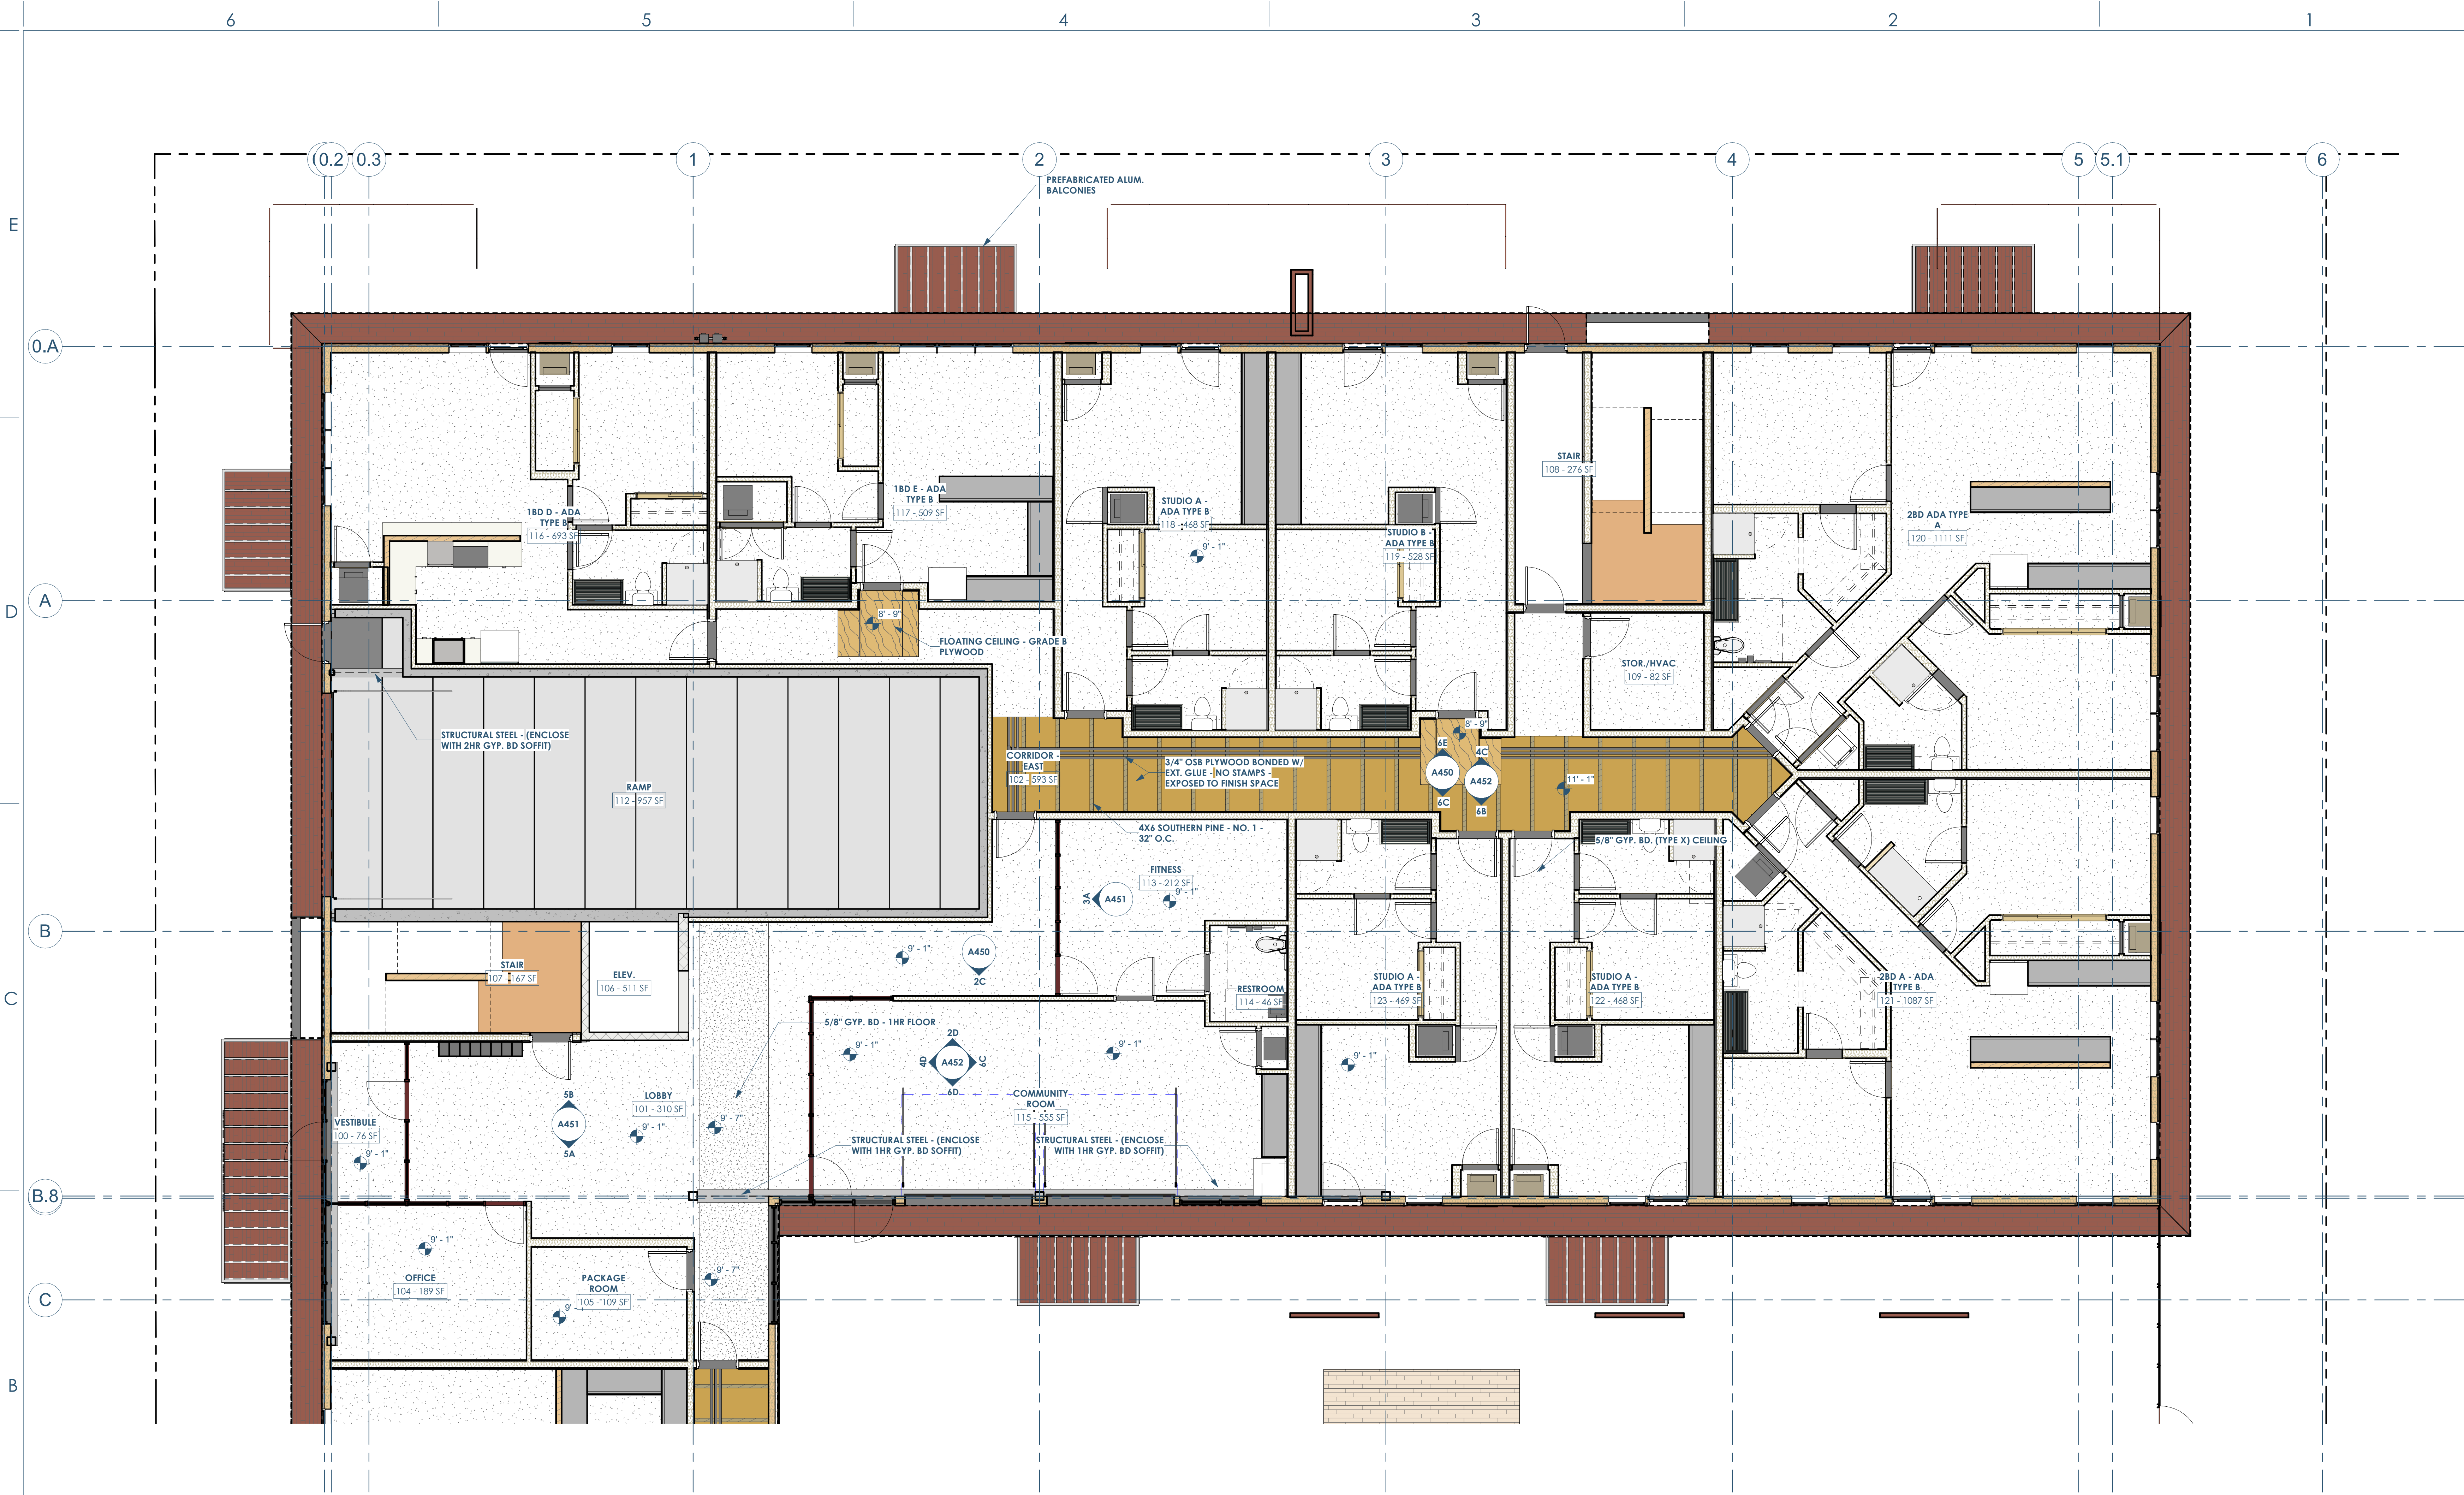 6 5 4 3 2 1
0.2 0.3 1 2 3 4 5 5.1 6
PREFABRICATED ALUM.
BALCONIES
E
0.A
STAIR
108 - 276 SF
1BD E - ADA
TYPE B
117 - 509 SF
STUDIO A -
ADA TYPE B
118 - 468 SF
1BD D - ADA
TYPE B
116 - 693 SF
2BD ADA TYPE
A
120 - 1111 SF
STUDIO B -
ADA TYPE B
119 - 528 SF
9' - 1"
A
D
8' - 9"
FLOATING CEILING - GRADE B
PLYWOOD
STOR./HVAC
109 - 82 SF
STRUCTURAL STEEL - (ENCLOSE
WITH 2HR GYP. BD SOFFIT)
8' - 9"
6E
A450
6C
4C
A452
6B
CORRIDOR -
EAST
102 - 593 SF
3/4" OSB PLYWOOD BONDED W/
EXT. GLUE - NO STAMPS -
EXPOSED TO FINISH SPACE
11' - 1"
RAMP
112 - 957 SF
4X6 SOUTHERN PINE - NO. 1 -
32" O.C.
5/8" GYP. BD. (TYPE X) CEILING
FITNESS
113 - 212 SF
9' - 1"
3A
A451
B
9' - 1"
A450
2C
STAIR
107 - 167 SF
ELEV.
106 - 511 SF
RESTROOM
114 - 46 SF
STUDIO A -
ADA TYPE B
123 - 469 SF
STUDIO A -
ADA TYPE B
122 - 468 SF
2BD A - ADA
TYPE B
121 - 1087 SF
C
5/8" GYP. BD - 1HR FLOOR
9' - 1"
2D
4D
A452
6C
6D
9' - 1"
9' - 1"
COMMUNITY
ROOM
115 - 555 SF
LOBBY
101 - 310 SF
9' - 1"
9' - 7"
5B
A451
5A
VESTIBULE
100 - 76 SF
9' - 1"
STRUCTURAL STEEL - (ENCLOSE
WITH 1HR GYP. BD SOFFIT)
STRUCTURAL STEEL - (ENCLOSE
WITH 1HR GYP. BD SOFFIT)
B.8
9' - 1"
9' - 7"
OFFICE
104 - 189 SF
PACKAGE
ROOM
105 - 109 SF
C
B